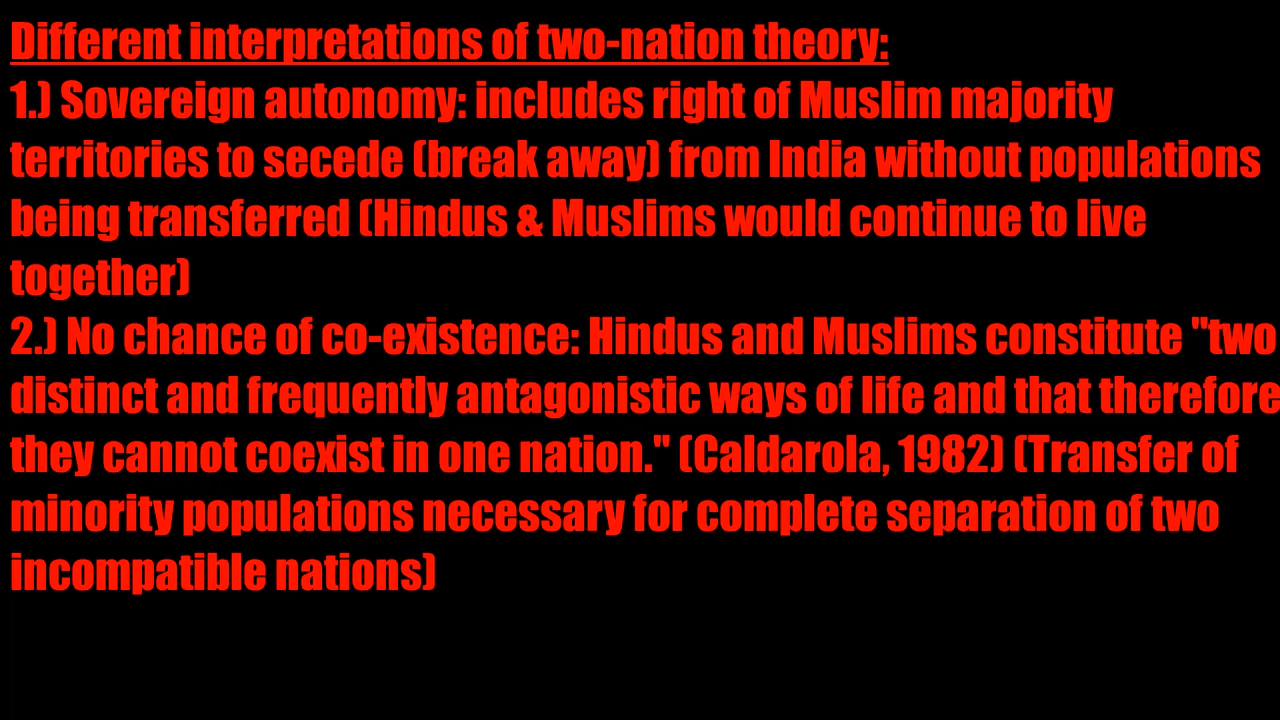 Different interpretations of two-nation theory:
1.) Sovereign autonomy: includes right of Muslim majority
territories to secede (break away) from India without populations
being transferred (Hindus & Muslims would continue to live
together)
2.) No chance of co-existence: Hindus and Muslims constitute "two
distinct and frequently antagonistic ways of life and that therefore
they cannot coexist in one nation." (Caldarola, 1982) (Transfer of
minority populations necessary for complete separation of two
incompatible nations)